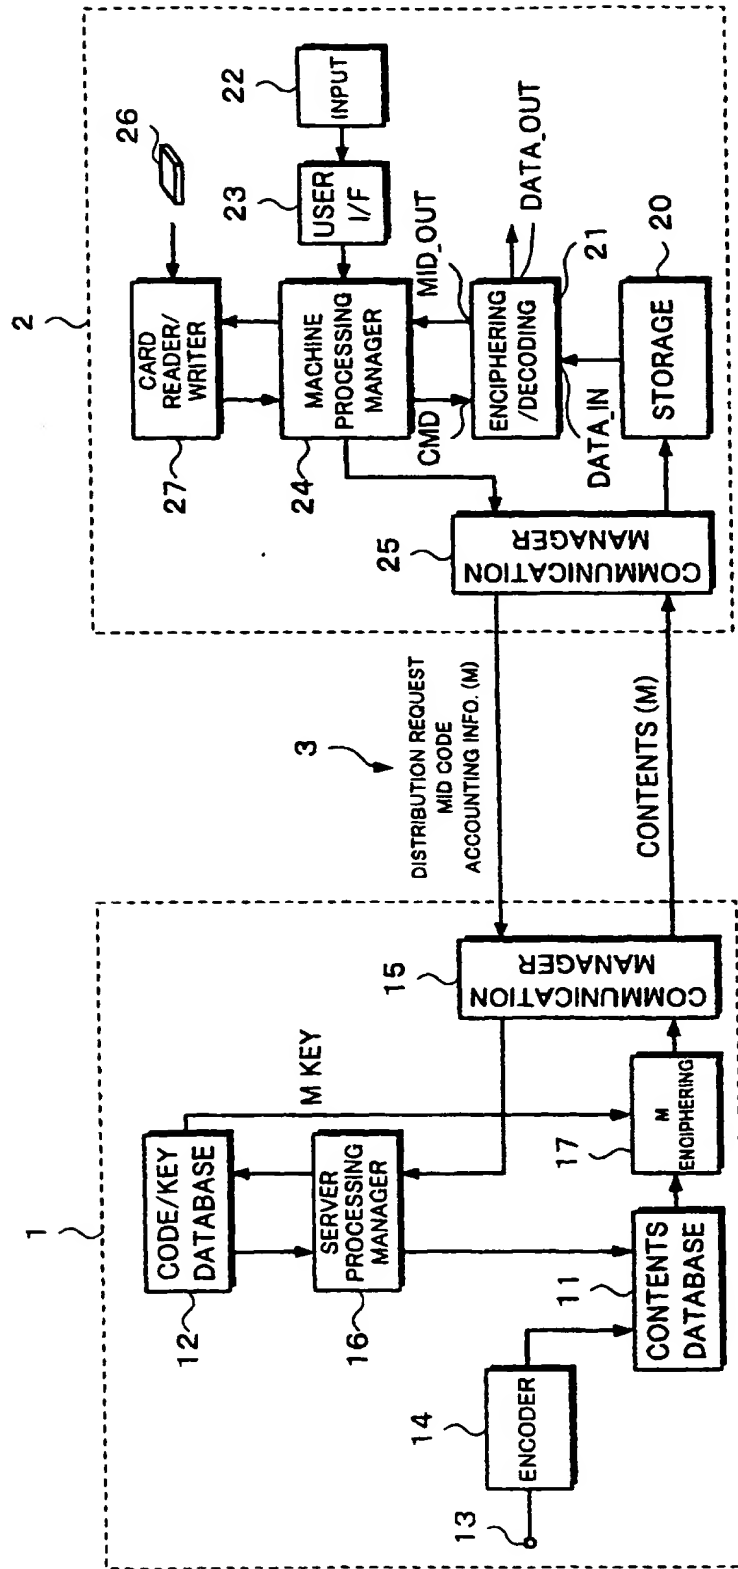 1
CODE/KEY
DATABASE
12
M KEY
SERVER
PROCESSING
MANAGER
16
COMMUNICATION
MANAGER
15
13
ENCODER
14
CONTENTS
DATABASE
11
M
ENCIPHERING
17
3
DISTRIBUTION REQUEST
MID CODE
ACCOUNTING INFO. (M)
CONTENTS (M)
2
CARD
READER/
WRITER
27
26
MACHINE
PROCESSING
MANAGER
24
USER
I/F
23
INPUT
22
COMMUNICATION
MANAGER
25
CMD
MID_OUT
ENCIPHERING
/DECODING
21
DATA_OUT
DATA_IN
STORAGE
20